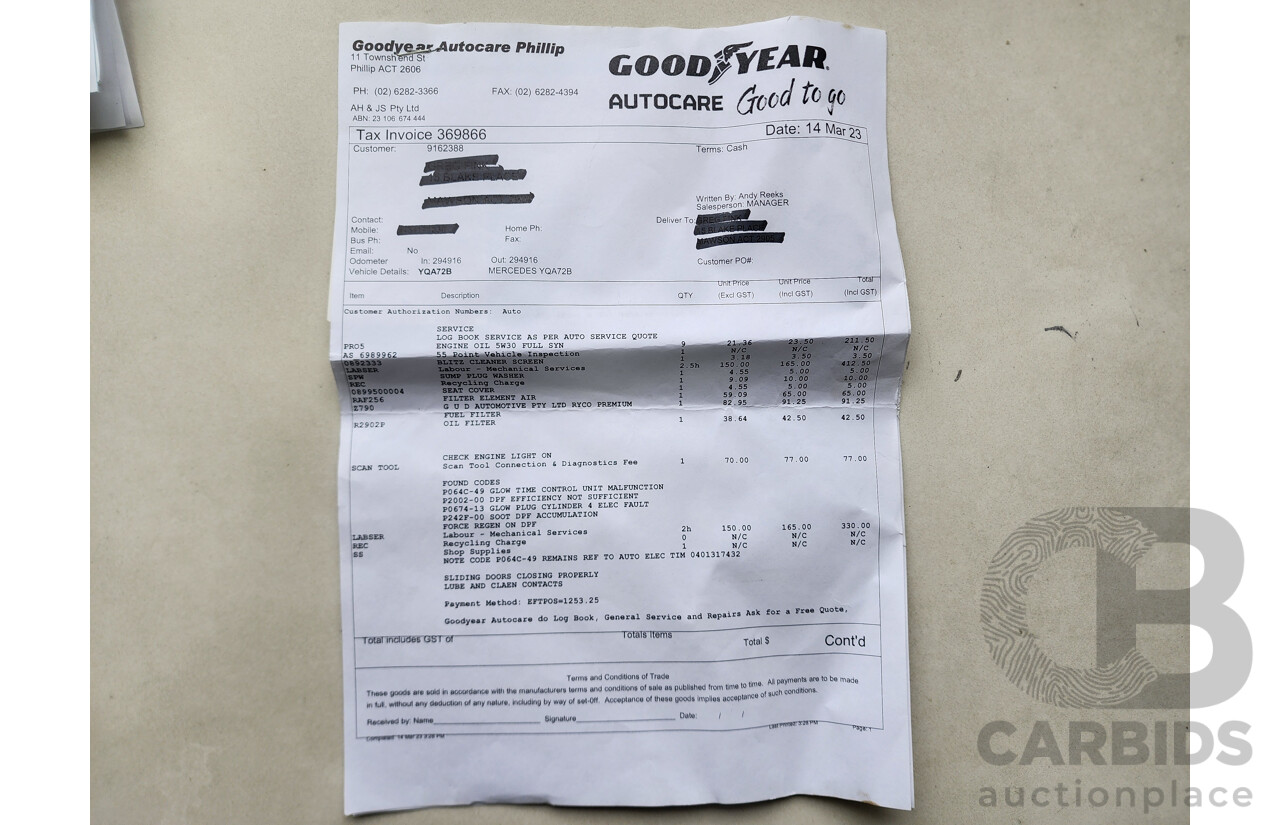 Goodyear Autocare Phillip
11 Townshend St
Phillip ACT 2606
PH: (02) 6282-3366 FAX: (02) 6282-4394
AH & JS Pty Ltd
ABN: 23 106 674 444
GOODYEAR
AUTOCARE Good to go
Tax Invoice 369866 Date: 14 Mar 23
Customer: 9162388 Terms: Cash
Written By: Andy Reeks
Salesperson: MANAGER
Contact: Deliver To:
Mobile: Home Ph:
Bus Ph: Fax:
Email: No
Odometer In: 294916 Out: 294916 Customer PO#:
Vehicle Details: YQA72B MERCEDES YQA72B
Item Description QTY Unit Price (Excl GST) Unit Price (Incl GST) Total (Incl GST)
Customer Authorization Numbers: Auto
SERVICE
LOG BOOK SERVICE AS PER AUTO SERVICE QUOTE
PRO5 ENGINE OIL 5W30 FULL SYN 9 21.36 23.50 211.50
AS 6989962 55 Point Vehicle Inspection 1 N/C N/C N/C
0892333 BLITZ CLEANER SCREEN 1 3.18 3.50 3.50
LABSER Labour - Mechanical Services 2.5h 150.00 165.00 412.50
SPW SUMP PLUG WASHER 1 4.55 5.00 5.00
REC Recycling Charge 1 9.09 10.00 10.00
0899500004 SEAT COVER 1 4.55 5.00 5.00
RAF256 FILTER ELEMENT AIR 1 59.09 65.00 65.00
Z790 G U D AUTOMOTIVE PTY LTD RYCO PREMIUM 1 82.95 91.25 91.25
FUEL FILTER
R2902P OIL FILTER 1 38.64 42.50 42.50
CHECK ENGINE LIGHT ON
SCAN TOOL Scan Tool Connection & Diagnostics Fee 1 70.00 77.00 77.00
FOUND CODES
P064C-49 GLOW TIME CONTROL UNIT MALFUNCTION
P2002-00 DPF EFFICIENCY NOT SUFFICIENT
P0674-13 GLOW PLUG CYLINDER 4 ELEC FAULT
P242F-00 SOOT DPF ACCUMULATION
FORCE REGEN ON DPF
LABSER Labour - Mechanical Services 2h 150.00 165.00 330.00
REC Recycling Charge 0 N/C N/C N/C
SS Shop Supplies 1 N/C N/C N/C
NOTE CODE P064C-49 REMAINS REF TO AUTO ELEC TIM 0401317432
SLIDING DOORS CLOSING PROPERLY
LUBE AND CLAEN CONTACTS
Payment Method: EFTPOS=1253.25
Goodyear Autocare do Log Book, General Service and Repairs Ask for a Free Quote,
Total includes GST of Totals Items Total $ Cont'd
Terms and Conditions of Trade
These goods are sold in accordance with the manufacturers terms and conditions of sale as published from time to time. All payments are to be made
in full, without any deduction of any nature, including by way of set-off. Acceptance of these goods implies acceptance of such conditions.
Received by: Name Signature Date: / /
Completed: 14 Mar 23 3:28 PM Last Printed: 3:28 PM Page: 1
CB
CARBIDS
auctionplace